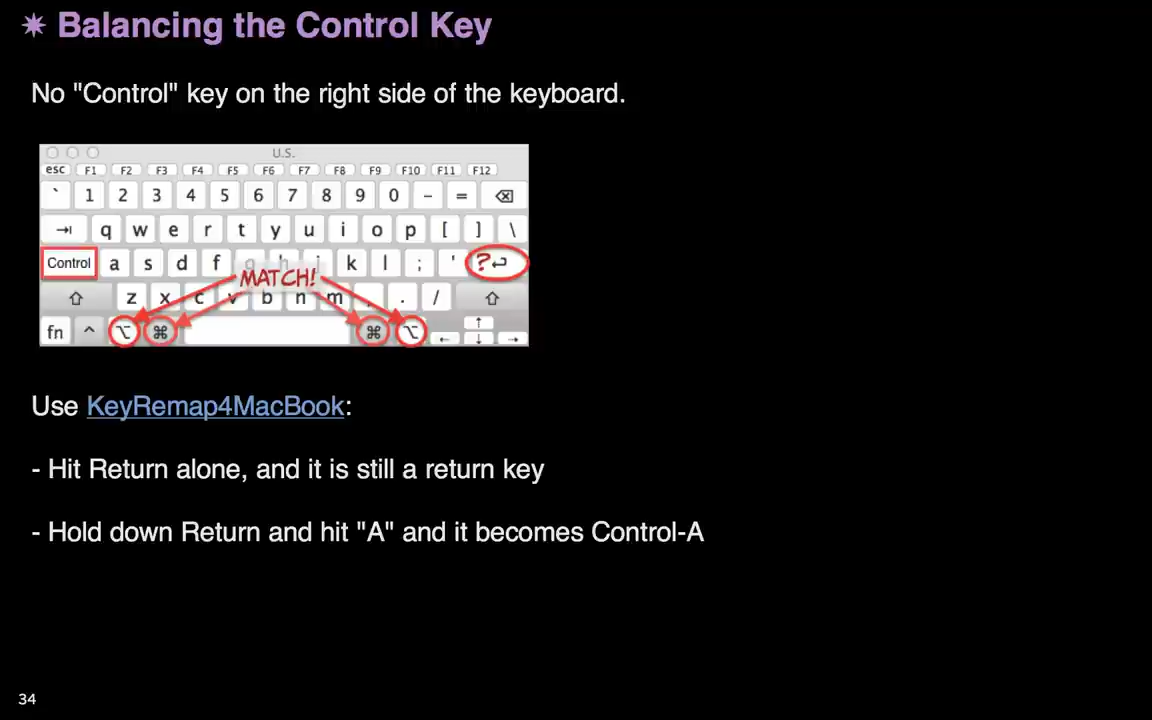 ✷ Balancing the Control Key
No "Control" key on the right side of the keyboard.
U.S.
esc F1 F2 F3 F4 F5 F6 F7 F8 F9 F10 F11 F12
` 1 2 3 4 5 6 7 8 9 0 - = ⌫
⇥ q w e r t y u i o p [ ] \
Control a s d f g h j k l ; ' ?↩
MATCH!
⇧ z x c v b n m , . / ⇧
fn ^ ⌥ ⌘ ⌘ ⌥ ← ↑ ↓ →
Use KeyRemap4MacBook:
- Hit Return alone, and it is still a return key
- Hold down Return and hit "A" and it becomes Control-A
34